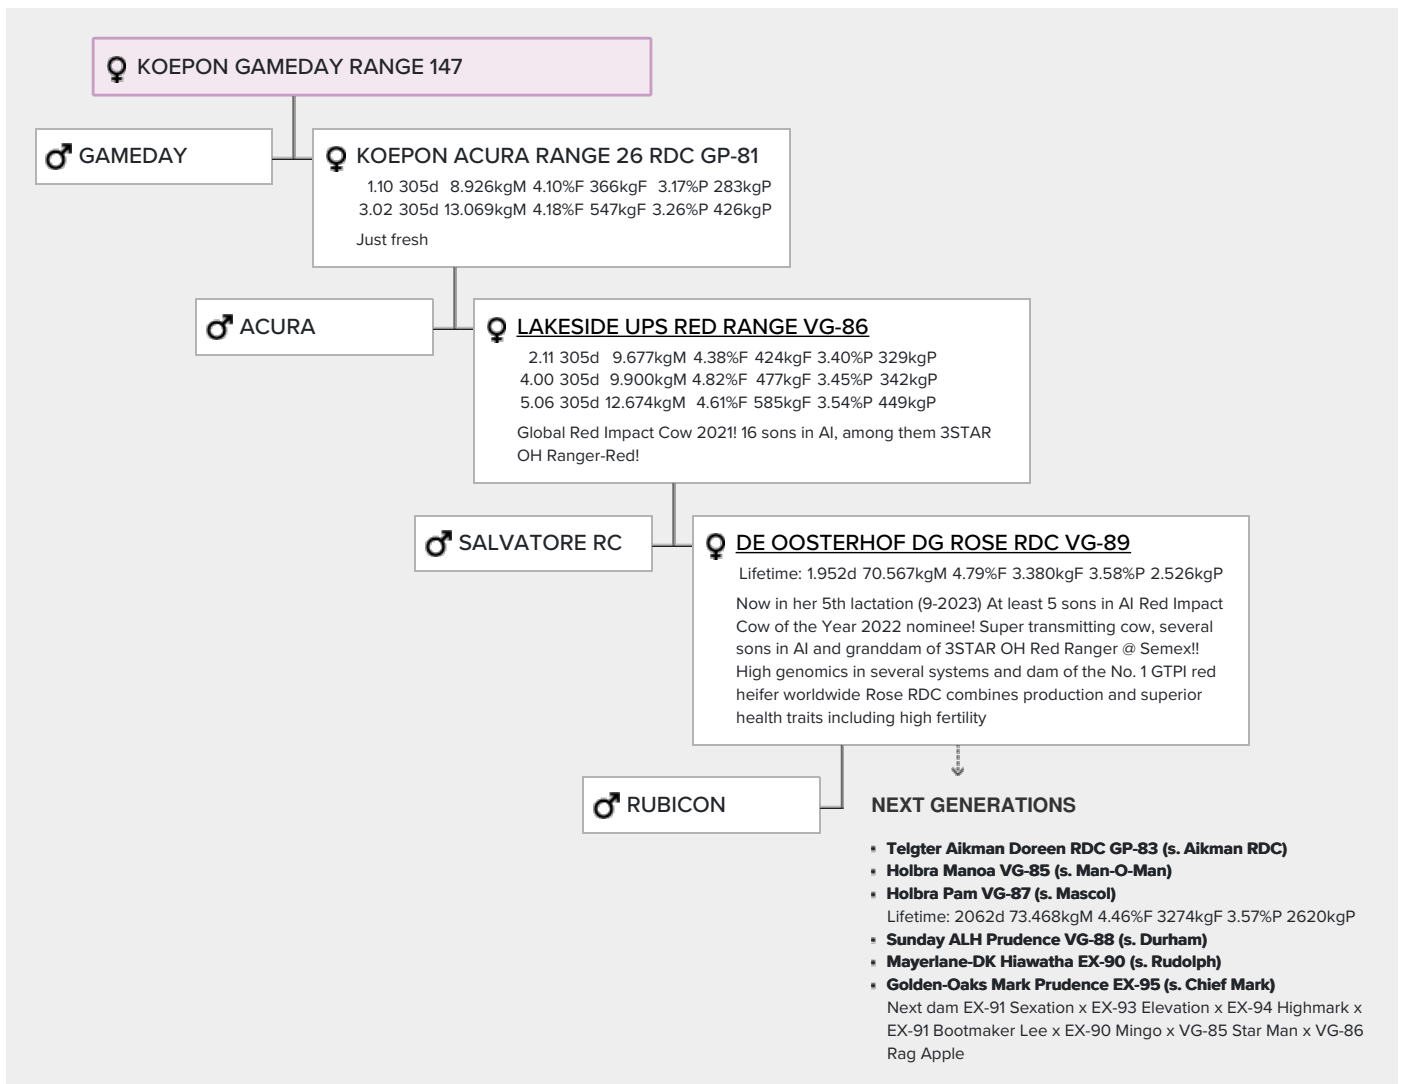 KOEPON GAMEDAY RANGE 147
GAMEDAY
KOEPON ACURA RANGE 26 RDC GP-81
1.10 305d 8.926kgM 4.10%F 366kgF 3.17%P 283kgP
3.02 305d 13.069kgM 4.18%F 547kgF 3.26%P 426kgP
Just fresh
ACURA
LAKESIDE UPS RED RANGE VG-86
2.11 305d 9.677kgM 4.38%F 424kgF 3.40%P 329kgP
4.00 305d 9.900kgM 4.82%F 477kgF 3.45%P 342kgP
5.06 305d 12.674kgM 4.61%F 585kgF 3.54%P 449kgP
Global Red Impact Cow 2021! 16 sons in AI, among them 3STAR
OH Ranger-Red!
SALVATORE RC
DE OOSTERHOF DG ROSE RDC VG-89
Lifetime: 1.952d 70.567kgM 4.79%F 3.380kgF 3.58%P 2.526kgP
Now in her 5th lactation (9-2023) At least 5 sons in AI Red Impact
Cow of the Year 2022 nominee! Super transmitting cow, several
sons in AI and granddam of 3STAR OH Red Ranger @ Semex!!
High genomics in several systems and dam of the No. 1 GTPI red
heifer worldwide Rose RDC combines production and superior
health traits including high fertility
RUBICON
NEXT GENERATIONS
Telgter Aikman Doreen RDC GP-83 (s. Aikman RDC)
Holbra Manoa VG-85 (s. Man-O-Man)
Holbra Pam VG-87 (s. Mascol)
Lifetime: 2062d 73.468kgM 4.46%F 3274kgF 3.57%P 2620kgP
Sunday ALH Prudence VG-88 (s. Durham)
Mayerlane-DK Hiawatha EX-90 (s. Rudolph)
Golden-Oaks Mark Prudence EX-95 (s. Chief Mark)
Next dam EX-91 Sexation x EX-93 Elevation x EX-94 Highmark x
EX-91 Bootmaker Lee x EX-90 Mingo x VG-85 Star Man x VG-86
Rag Apple